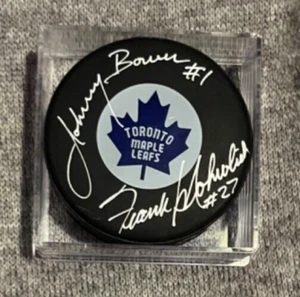 Johnny Bower #1
TORONTO
MAPLE
LEAFS
Frank Mahovlich
#27